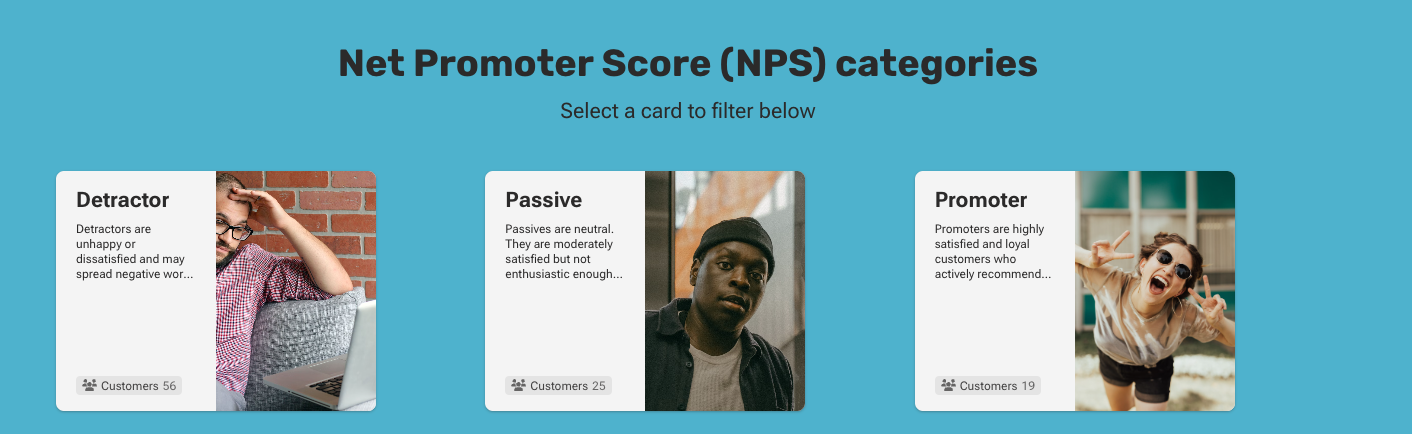 Net Promoter Score (NPS) categories
Select a card to filter below
Detractor
Detractors are
unhappy or
dissatisfied and may
spread negative wor...
Customers 56
Passive
Passives are neutral.
They are moderately
satisfied but not
enthusiastic enough...
Customers 25
Promoter
Promoters are highly
satisfied and loyal
customers who
actively recommend...
Customers 19